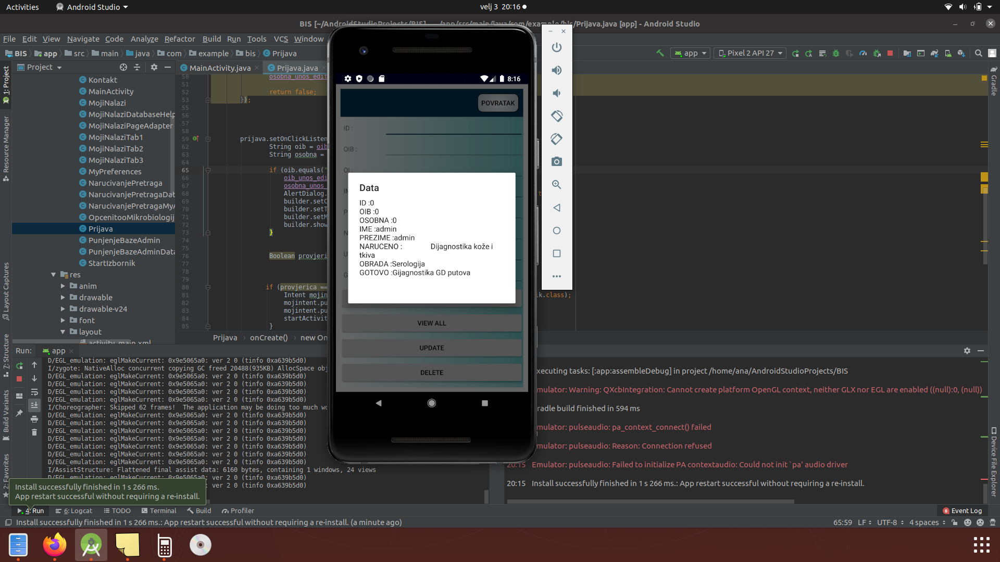 Activities
Android Studio
velj 3 20:16
BIS [~/AndroidStudioProjects/BIS] - .../app/src/main/java/com/example/bis/Prijava.java [app] - Android Studio
File Edit View Navigate Code Analyze Refactor Build Run Tools VCS Window
BIS app src main java com example bis Prijava
app
Pixel 2 API 27
Project
MainActivity.java
Prijava.java
1: Project
Resource Manager
Layout Captures
Z: Structure
Build Variants
2: Favorites
Kontakt
MainActivity
MojiNalazi
MojiNalaziDatabaseHelp
MojiNalaziPageAdapter
MojiNalaziTab1
MojiNalaziTab2
MojiNalaziTab3
MyPreferences
NarucivanjePretraga
NarucivanjePretragaDat
NarucivanjePretragaMyA
OpcenitooMikrobiologij
Prijava
PunjenjeBazeAdmin
PunjenjeBazeAdminData
StartIzbornik
res
anim
drawable
drawable-v24
font
layout
activity_main.xml
50 osobna_unos_edit
51
52 return false;
53 });
55
56
57
58
59 prijava.setOnClickListen
62 String oib = oib
63 String osobna =
64
65 if (oib.equals("
66 oib_unos_edi
67 osobna_unos_
68 AlertDialog.
69 builder.setC
70 builder.setT
71 builder.setM
72 builder.show
73 }
74
75
76 Boolean provjeri
77
78
79
80 if (provjerica ==
81 Intent mojin
82 mojintent.pu
83 mojintent.pu
84 startActivit
85 }
k.class);
Prijava onCreate() new On
8:16
POVRATAK
ID :
OIB :
Data
ID :0
OIB :0
OSOBNA :0
IME :admin
PREZIME :admin
NARUCENO : Dijagnostika kože i
tkiva
OBRADA :Serologija
GOTOVO :Gijagnostika GD putova
VIEW ALL
UPDATE
DELETE
Gradle
Device File Explorer
Run: app
D/EGL_emulation: eglMakeCurrent: 0x9e5065a0: ver 2 0 (tinfo 0xa639b5d0)
I/zygote: NativeAlloc concurrent copying GC freed 20488(935KB) AllocSpace obj
D/EGL_emulation: eglMakeCurrent: 0x9e5065a0: ver 2 0 (tinfo 0xa639b5d0)
D/EGL_emulation: eglMakeCurrent: 0x9e5065a0: ver 2 0 (tinfo 0xa639b5d0)
D/EGL_emulation: eglMakeCurrent: 0x9e5065a0: ver 2 0 (tinfo 0xa639b5d0)
D/EGL_emulation: eglMakeCurrent: 0x9e5065a0: ver 2 0 (tinfo 0xa639b5d0)
I/Choreographer: Skipped 62 frames! The application may be doing too much wo
D/EGL_emulation: eglMakeCurrent: 0x9e5065a0: ver 2 0 (tinfo 0xa639b5d0)
D/EGL_emulation: eglMakeCurrent: 0x9e5065a0: ver 2 0 (tinfo 0xa639b5d0)
D/EGL_emulation: eglMakeCurrent: 0x9e5065a0: ver 2 0 (tinfo 0xa639b5d0)
D/EGL_emulation: eglMakeCurrent: 0x9e5065a0: ver 2 0 (tinfo 0xa639b5d0)
D/EGL_emulation: eglMakeCurrent: 0x9e5065a0: ver 2 0 (tinfo 0xa639b5d0)
D/EGL_emulation: eglMakeCurrent: 0x9e5065a0: ver 2 0 (tinfo 0xa639b5d0)
D/EGL_emulation: eglMakeCurrent: 0x9e5065a0: ver 2 0 (tinfo 0xa639b5d0)
I/AssistStructure: Flattened final assist data: 6160 bytes, containing 1 windows, 24 views
D/EGL_emulation: eglMakeCurrent: 0x9e5065a0: ver 2 0 (tinfo 0xa639b5d0)
ver 2 0 (tinfo 0xa639b5d0)
xecuting tasks: [:app:assembleDebug] in project /home/ana/AndroidStudioProjects/BIS
mulator: Warning: QXcbIntegration: Cannot create platform OpenGL context, neither GLX nor EGL are enabled ((null):0, (null))
radle build finished in 594 ms
mulator: pulseaudio: pa_context_connect() failed
mulator: pulseaudio: Reason: Connection refused
20:15 Emulator: pulseaudio: Failed to initialize PA contextaudio: Could not init `pa' audio driver
20:15 Install successfully finished in 1 s 266 ms.: App restart successful without requiring a re-install.
Install successfully finished in 1 s 266 ms.
App restart successful without requiring a re-install.
4: Run 6: Logcat TODO Terminal Build Profiler
8 Event Log
Install successfully finished in 1 s 266 ms.: App restart successful without requiring a re-install. (a minute ago)
65:59 LF UTF-8 4 spaces